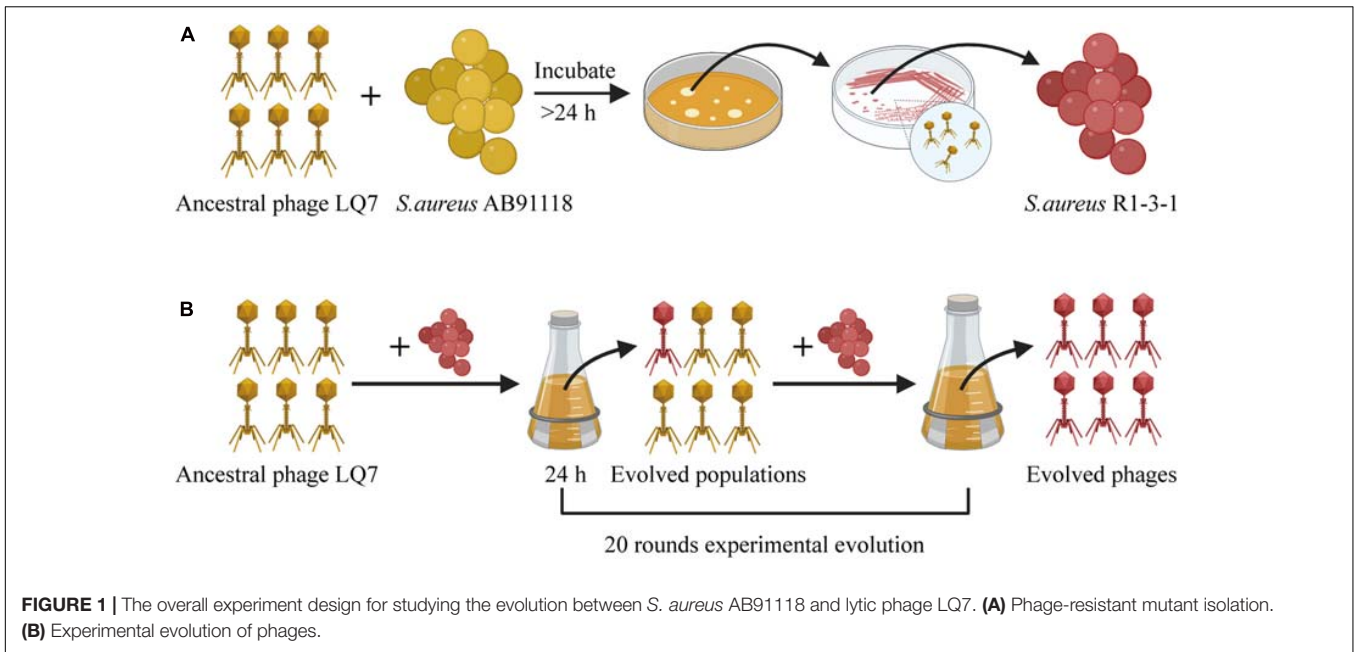 A
Incubate
>24 h
Ancestral phage LQ7
S.aureus AB91118
S.aureus R1-3-1
B
+
+
+
Ancestral phage LQ7
24 h
Evolved populations
Evolved phages
20 rounds experimental evolution
FIGURE 1 | The overall experiment design for studying the evolution between S. aureus AB91118 and lytic phage LQ7. (A) Phage-resistant mutant isolation.
(B) Experimental evolution of phages.